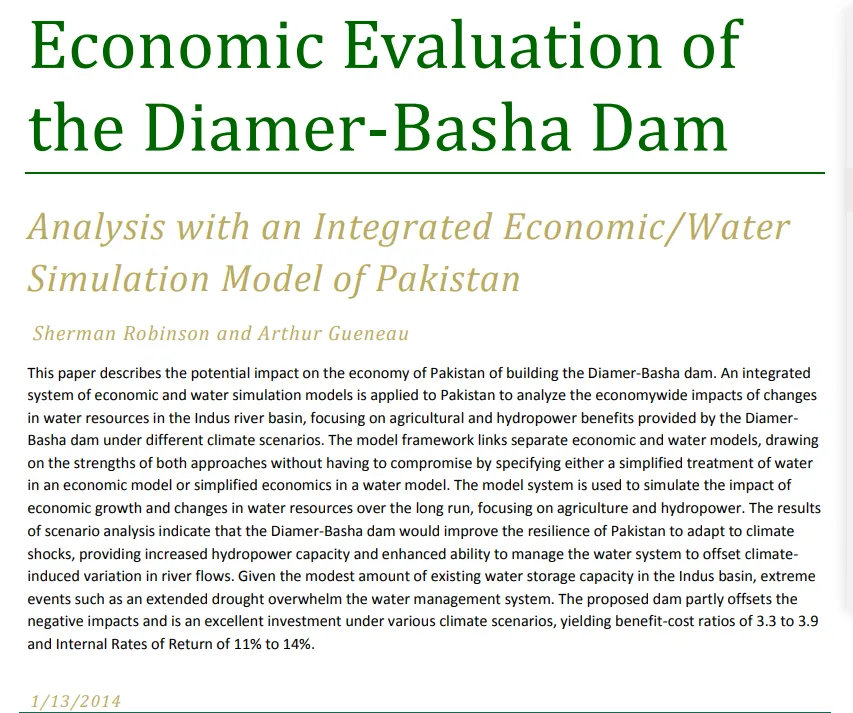 Economic Evaluation of
the Diamer-Basha Dam
Analysis with an Integrated Economic/Water
Simulation Model of Pakistan
Sherman Robinson and Arthur Gueneau
This paper describes the potential impact on the economy of Pakistan of building the Diamer-Basha dam. An integrated
system of economic and water simulation models is applied to Pakistan to analyze the economywide impacts of changes
in water resources in the Indus river basin, focusing on agricultural and hydropower benefits provided by the Diamer-
Basha dam under different climate scenarios. The model framework links separate economic and water models, drawing
on the strengths of both approaches without having to compromise by specifying either a simplified treatment of water
in an economic model or simplified economics in a water model. The model system is used to simulate the impact of
economic growth and changes in water resources over the long run, focusing on agriculture and hydropower. The results
of scenario analysis indicate that the Diamer-Basha dam would improve the resilience of Pakistan to adapt to climate
shocks, providing increased hydropower capacity and enhanced ability to manage the water system to offset climate-
induced variation in river flows. Given the modest amount of existing water storage capacity in the Indus basin, extreme
events such as an extended drought overwhelm the water management system. The proposed dam partly offsets the
negative impacts and is an excellent investment under various climate scenarios, yielding benefit-cost ratios of 3.3 to 3.9
and Internal Rates of Return of 11% to 14%.
1/13/2014